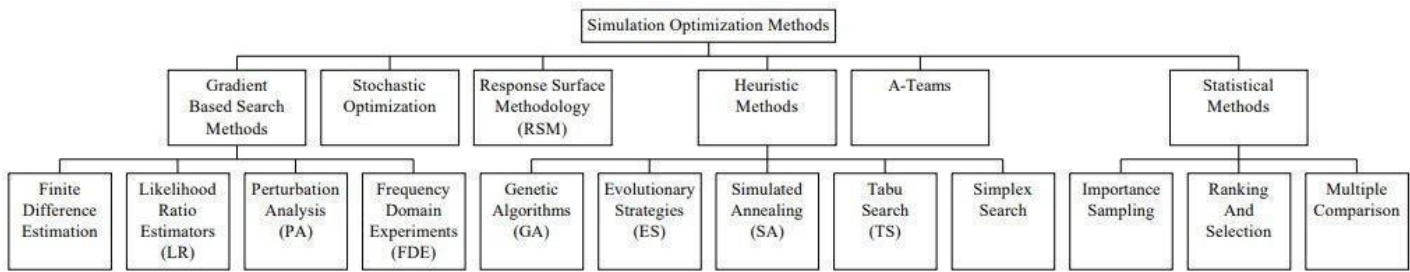 Simulation Optimization Methods
Gradient
Based Search
Methods
Stochastic
Optimization
Response Surface
Methodology
(RSM)
Heuristic
Methods
A-Teams
Statistical
Methods
Finite
Difference
Estimation
Likelihood
Ratio
Estimators
(LR)
Perturbation
Analysis
(PA)
Frequency
Domain
Experiments
(FDE)
Genetic
Algorithms
(GA)
Evolutionary
Strategies
(ES)
Simulated
Annealing
(SA)
Tabu
Search
(TS)
Simplex
Search
Importance
Sampling
Ranking
And
Selection
Multiple
Comparison